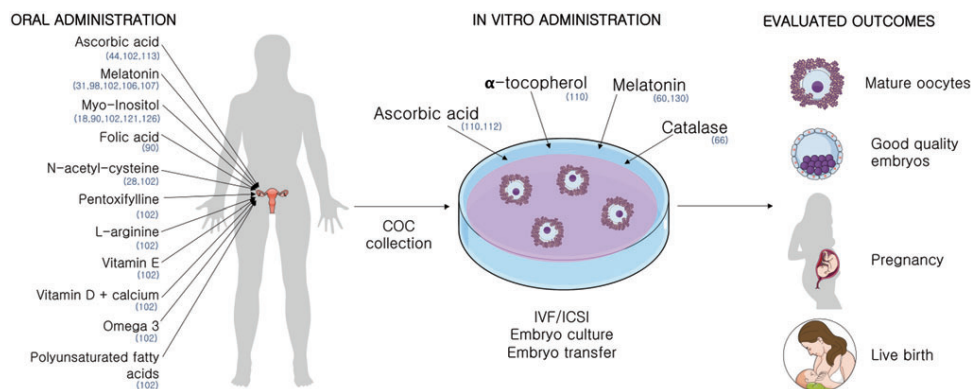 ORAL ADMINISTRATION
Ascorbic acid
(44,102,113)
Melatonin
(31,98,102,106,107)
Myo-Inositol
(18,90,102,121,126)
Folic acid
(90)
N-acetyl-cysteine
(28,102)
Pentoxifylline
(102)
L-arginine
(102)
Vitamin E
(102)
Vitamin D + calcium
(102)
Omega 3
(102)
Polyunsaturated fatty
acids
(102)
COC
collection
IN VITRO ADMINISTRATION
α-tocopherol
(110)
Melatonin
(60,130)
Ascorbic acid
(110,112)
Catalase
(66)
IVF/ICSI
Embryo culture
Embryo transfer
EVALUATED OUTCOMES
Mature oocytes
Good quality
embryos
Pregnancy
Live birth